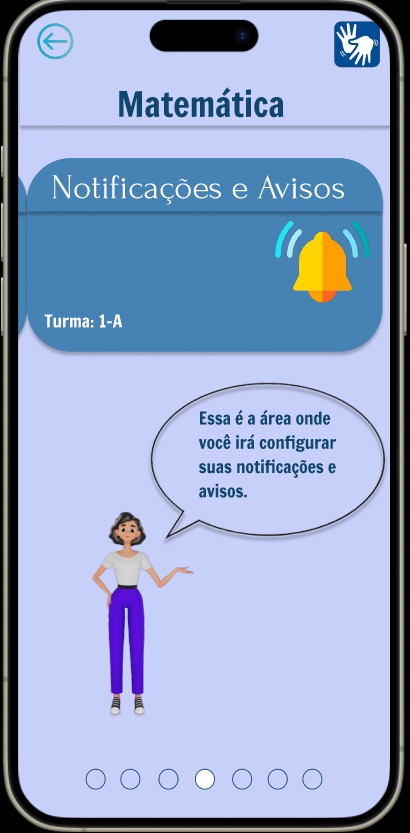 Matemática
Notificações e Avisos
Turma: 1-A
Essa é a área onde
você irá configurar
suas notificações e
avisos.